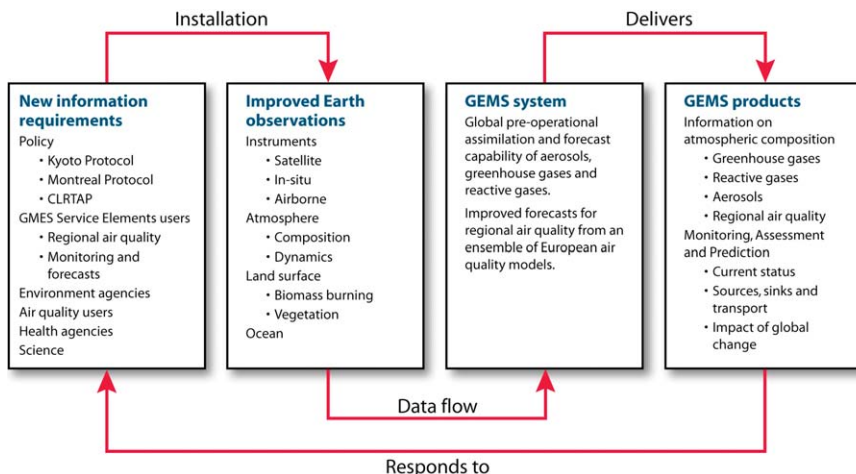 Installation
Delivers
New information
requirements
Policy
• Kyoto Protocol
• Montreal Protocol
• CLRTAP
GMES Service Elements users
• Regional air quality
• Monitoring and
forecasts
Environment agencies
Air quality users
Health agencies
Science
Improved Earth
observations
Instruments
• Satellite
• In-situ
• Airborne
Atmosphere
• Composition
• Dynamics
Land surface
• Biomass burning
• Vegetation
Ocean
GEMS system
Global pre-operational
assimilation and forecast
capability of aerosols,
greenhouse gases and
reactive gases.
Improved forecasts for
regional air quality from an
ensemble of European air
quality models.
GEMS products
Information on
atmospheric composition
• Greenhouse gases
• Reactive gases
• Aerosols
• Regional air quality
Monitoring, Assessment
and Prediction
• Current status
• Sources, sinks and
transport
• Impact of global
change
Data flow
Responds to